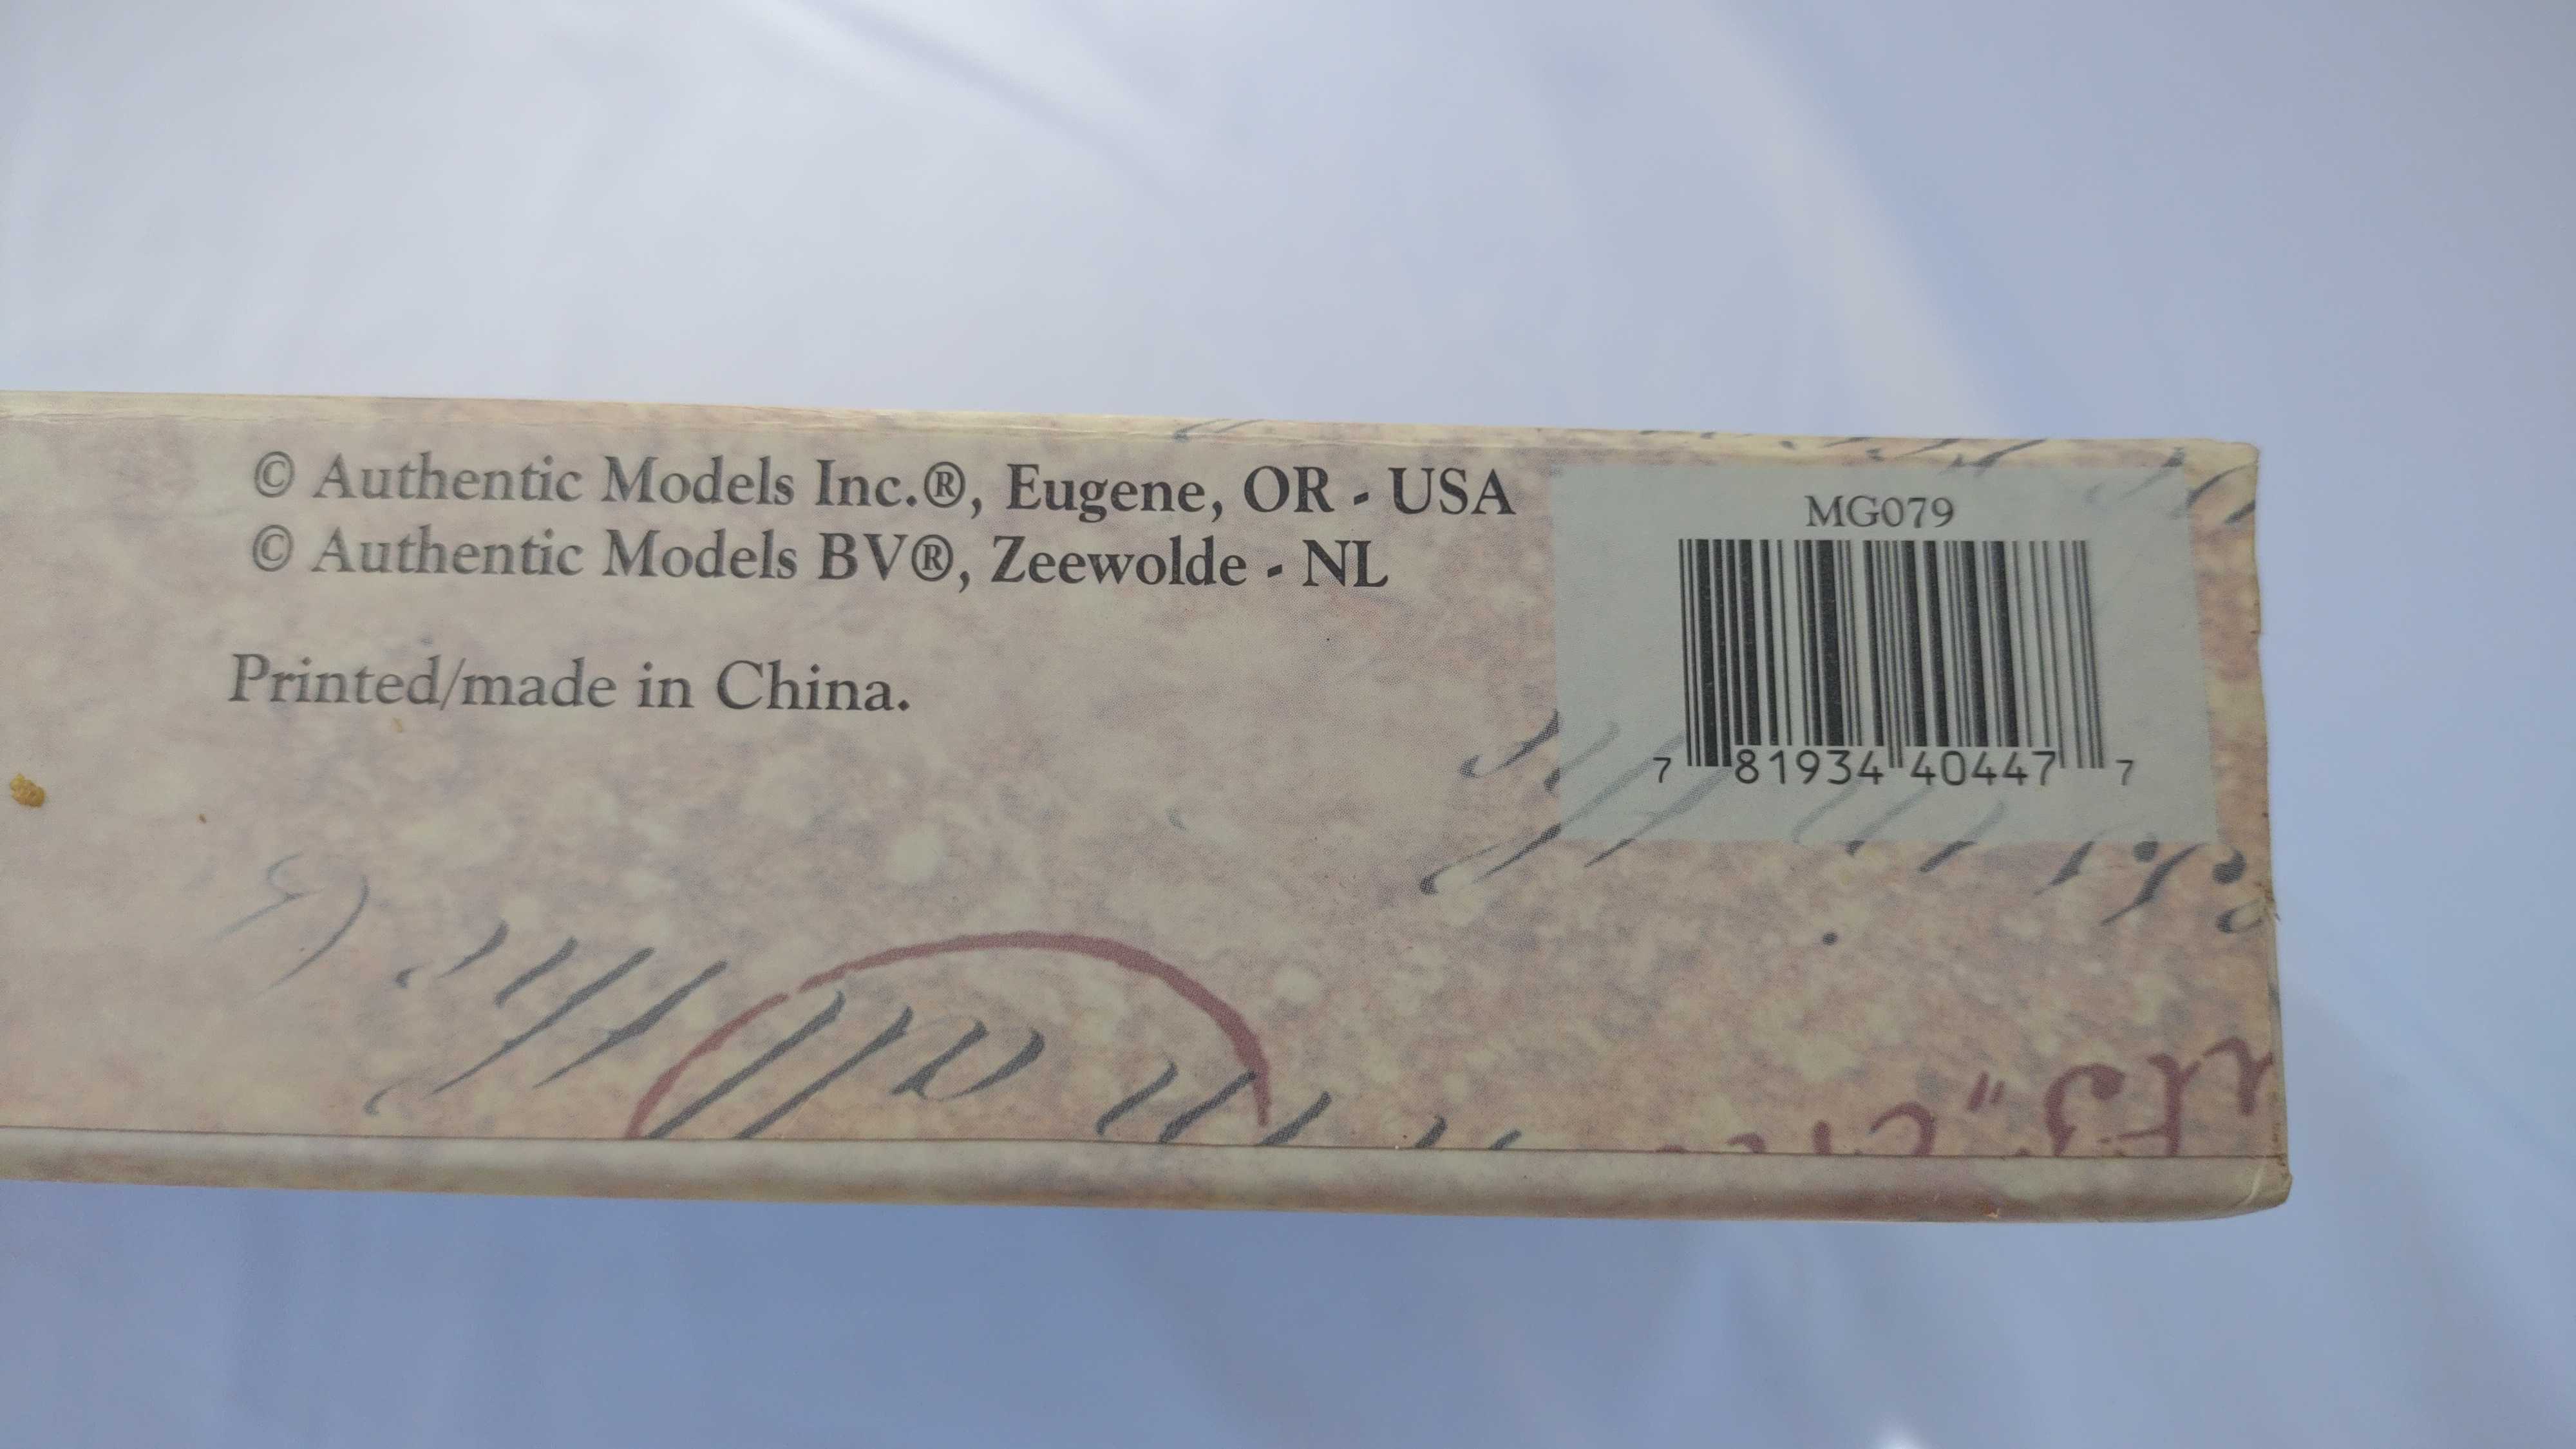 © Authentic Models Inc.®, Eugene, OR - USA
© Authentic Models BV®, Zeewolde - NL
Printed/made in China.
MG079
7 81934 40447 7